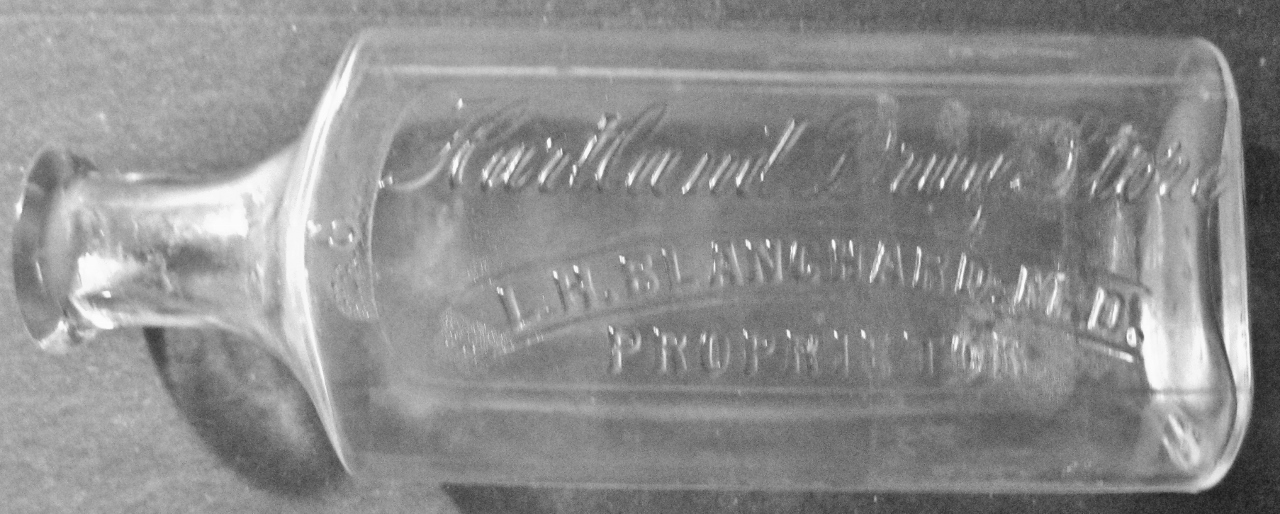 Hartland Drug Store
L.H. BLANCHARD, M.D.
PROPRIETOR